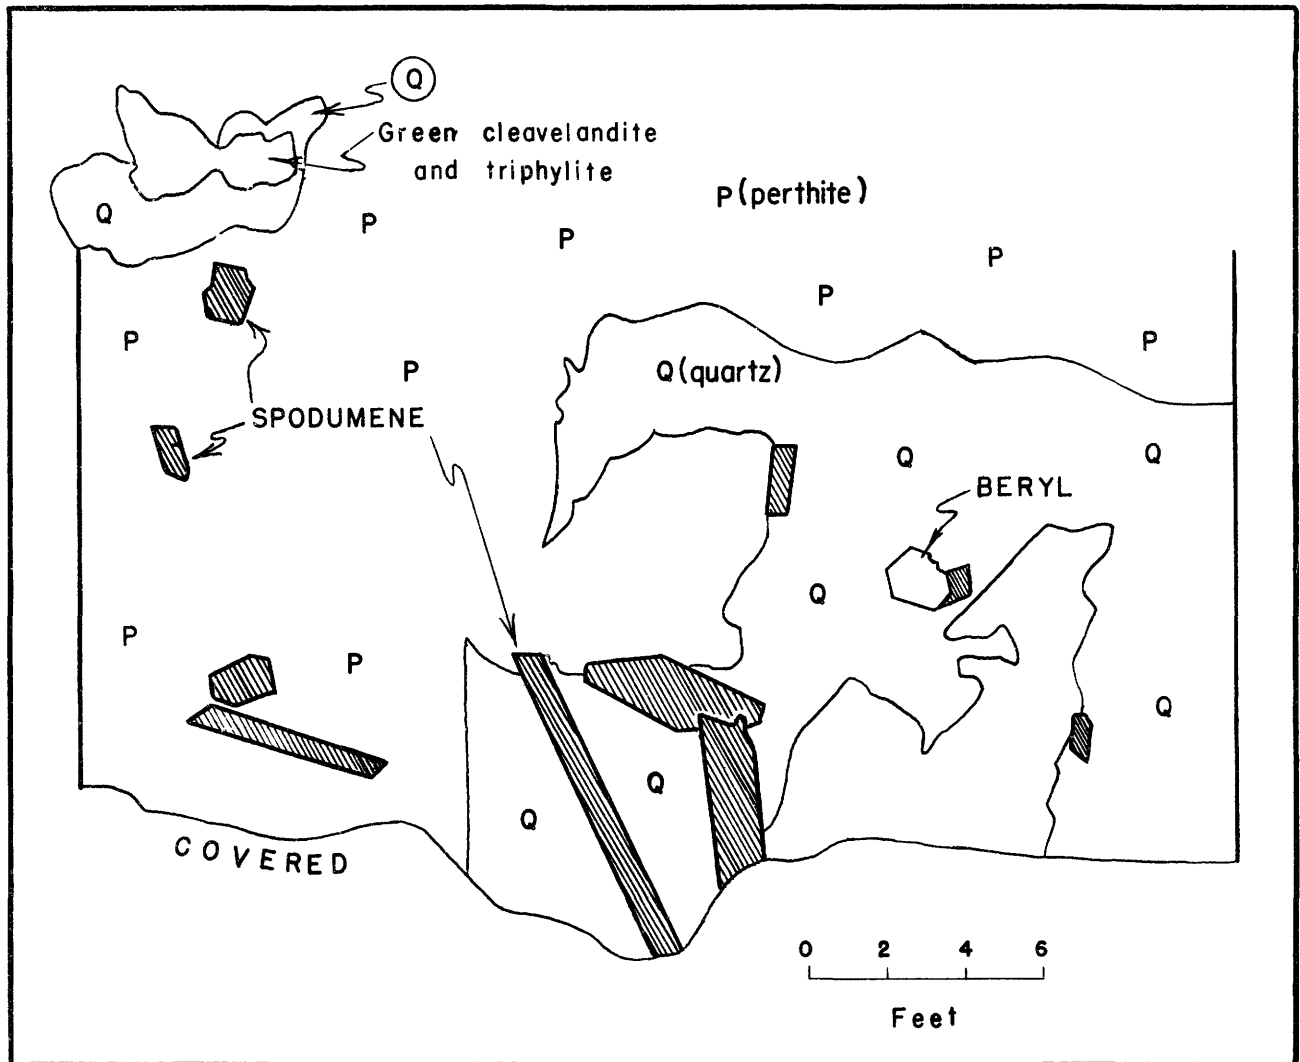 Q
Green cleavelandite
and triphylite
P (perthite)
Q
P
P
P
P
P
P
P
Q (quartz)
SPODUMENE
Q
Q
BERYL
Q
P
P
Q
Q
Q
COVERED
0 2 4 6
Feet